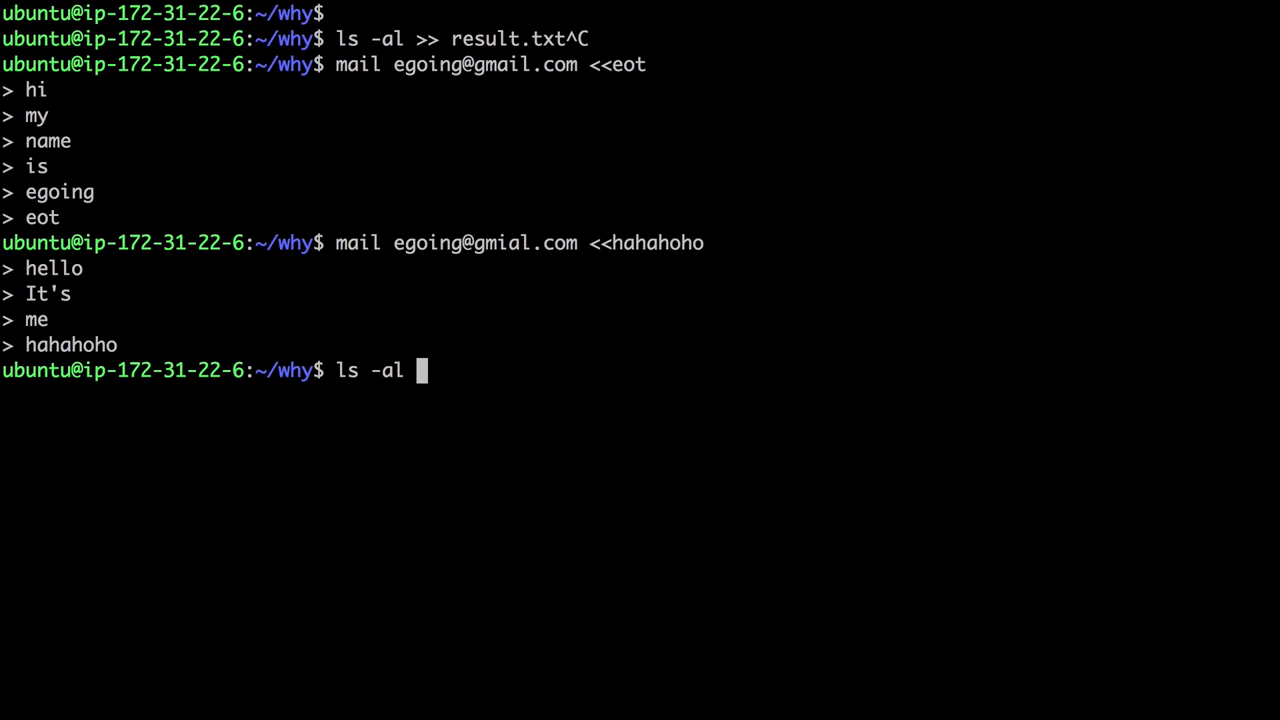 ubuntu@ip-172-31-22-6:~/why$
ubuntu@ip-172-31-22-6:~/why$ ls -al >> result.txt^C
ubuntu@ip-172-31-22-6:~/why$ mail egoing@gmail.com <<eot
> hi
> my
> name
> is
> egoing
> eot
ubuntu@ip-172-31-22-6:~/why$ mail egoing@gmial.com <<hahahoho
> hello
> It's
> me
> hahahoho
ubuntu@ip-172-31-22-6:~/why$ ls -al